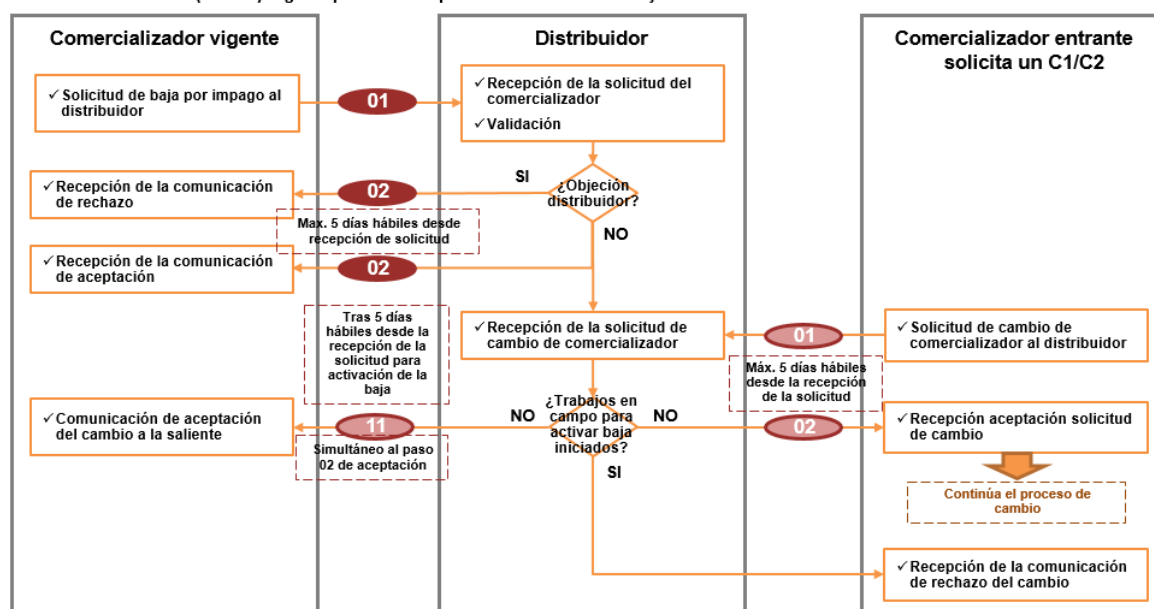 Comercializador vigente
Distribuidor
Comercializador entrante
solicita un C1/C2
✓ Solicitud de baja por impago al
distribuidor
01
✓ Recepción de la solicitud del
comercializador
✓ Validación
SI
¿Objeción
distribuidor?
02
✓ Recepción de la comunicación
de rechazo
Max. 5 días hábiles desde
recepción de solicitud
NO
02
✓ Recepción de la comunicación
de aceptación
Tras 5 días
hábiles desde la
recepción de la
solicitud para
activación de la
baja
✓ Recepción de la solicitud de
cambio de comercializador
01
✓ Solicitud de cambio de
comercializador al distribuidor
Máx. 5 días hábiles
desde la recepción
de la solicitud
✓ Comunicación de aceptación
del cambio a la saliente
11
Simultáneo al paso
02 de aceptación
NO
¿Trabajos en
campo para
activar baja
iniciados?
NO
02
✓ Recepción aceptación solicitud
de cambio
SI
Continúa el proceso de
cambio
✓ Recepción de la comunicación
de rechazo del cambio